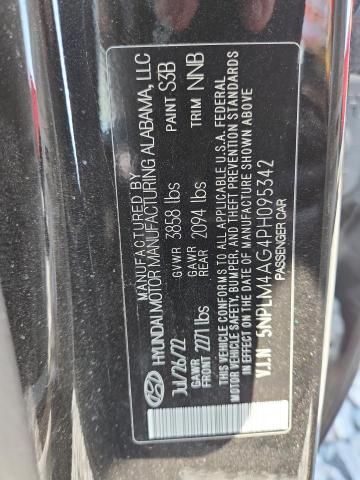 MANUFACTURED BY
HYUNDAI MOTOR MANUFACTURING ALABAMA, LLC
JUL/26/22 GVWR 3858 lbs PAINT S3B
GAWR FRONT 2271 lbs GAWR REAR 2094 lbs TRIM NNB
THIS VEHICLE CONFORMS TO ALL APPLICABLE U.S.A. FEDERAL
MOTOR VEHICLE SAFETY, BUMPER, AND THEFT PREVENTION STANDARDS
IN EFFECT ON THE DATE OF MANUFACTURE SHOWN ABOVE
V.I.N 5NPLM4AG4PH095342
PASSENGER CAR